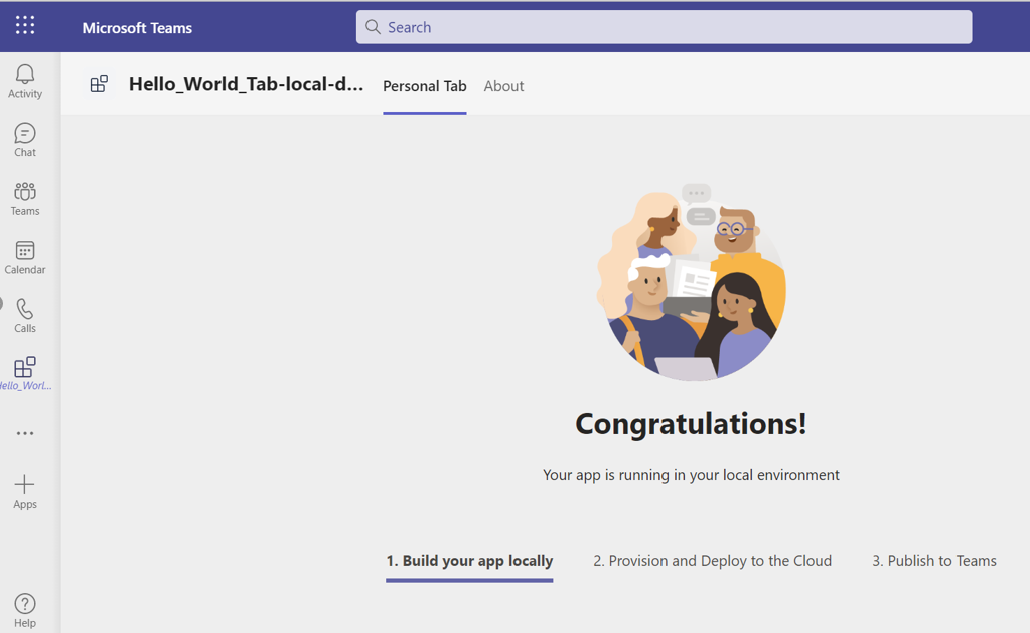 Microsoft Teams
Search
Hello_World_Tab-local-d...
Personal Tab
About
Activity
Chat
Teams
Calendar
Calls
Hello_Worl...
Apps
Help
Congratulations!
Your app is running in your local environment
1. Build your app locally
2. Provision and Deploy to the Cloud
3. Publish to Teams